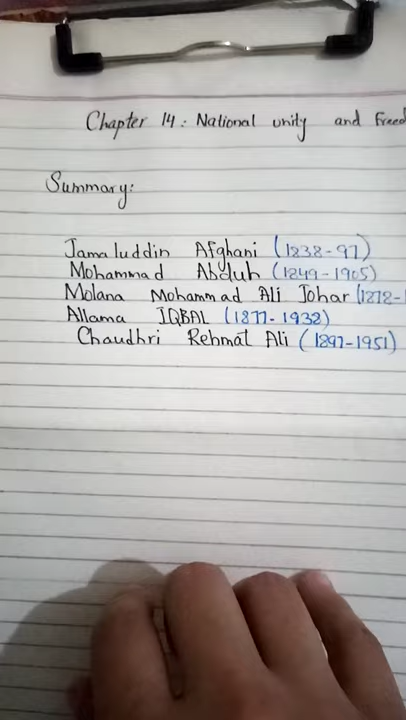 Chapter 14: National unity and Freed
Summary:
Jamaluddin Afghani (1838-97)
Mohammad Abduh (1849-1905)
Molana Mohammad Ali Johar (1878-1
Allama IQBAL (1877-1938)
Chaudhri Rehmat Ali (1897-1951)